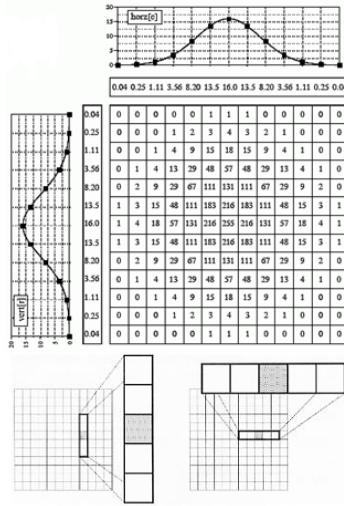 20
15
10
5
0
horz[c]
0.04 0.25 1.11 3.56 8.20 13.5 16.0 13.5 8.20 3.56 1.11 0.25 0.0
0.04 0 0 0 0 0 1 1 1 0 0 0 0 0
0.25 0 0 0 1 2 3 4 3 2 1 0 0 0
1.11 0 0 1 4 9 15 18 15 9 4 1 0 0
3.56 0 1 4 13 29 48 57 48 29 13 4 1 0
8.20 0 2 9 29 67 111 131 111 67 29 9 2 0
13.5 1 3 15 48 111 183 216 183 111 48 15 3 1
16.0 1 4 18 57 131 216 255 216 131 57 18 4 1
13.5 1 3 15 48 111 183 216 183 111 48 15 3 1
8.20 0 2 9 29 67 111 131 111 67 29 9 2 0
3.56 0 1 4 13 29 48 57 48 29 13 4 1 0
1.11 0 0 1 4 9 15 18 15 9 4 1 0 0
0.25 0 0 0 1 2 3 4 3 2 1 0 0 0
0.04 0 0 0 0 0 1 1 1 0 0 0 0 0
vert[r]
20 15 10 5 0